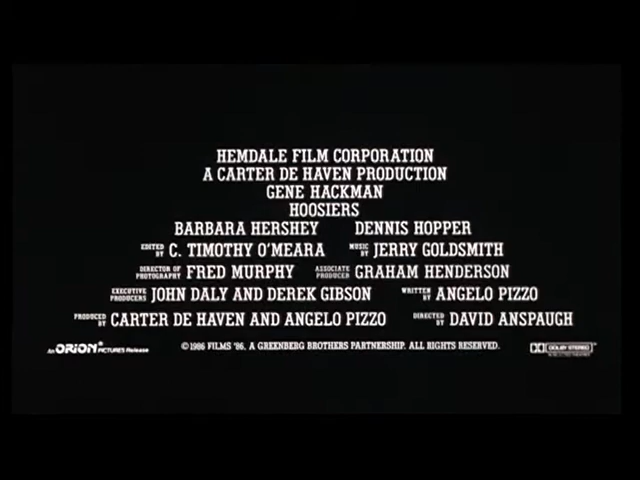 HEMDALE FILM CORPORATION
A CARTER DE HAVEN PRODUCTION
GENE HACKMAN
HOOSIERS
BARBARA HERSHEY DENNIS HOPPER
EDITED BY C. TIMOTHY O'MEARA MUSIC BY JERRY GOLDSMITH
DIRECTOR OF PHOTOGRAPHY FRED MURPHY ASSOCIATE PRODUCER GRAHAM HENDERSON
EXECUTIVE PRODUCERS JOHN DALY AND DEREK GIBSON WRITTEN BY ANGELO PIZZO
PRODUCED BY CARTER DE HAVEN AND ANGELO PIZZO DIRECTED BY DAVID ANSPAUGH
An ORION PICTURES Release ©1986 FILMS '86, A GREENBERG BROTHERS PARTNERSHIP. ALL RIGHTS RESERVED. DOLBY STEREO